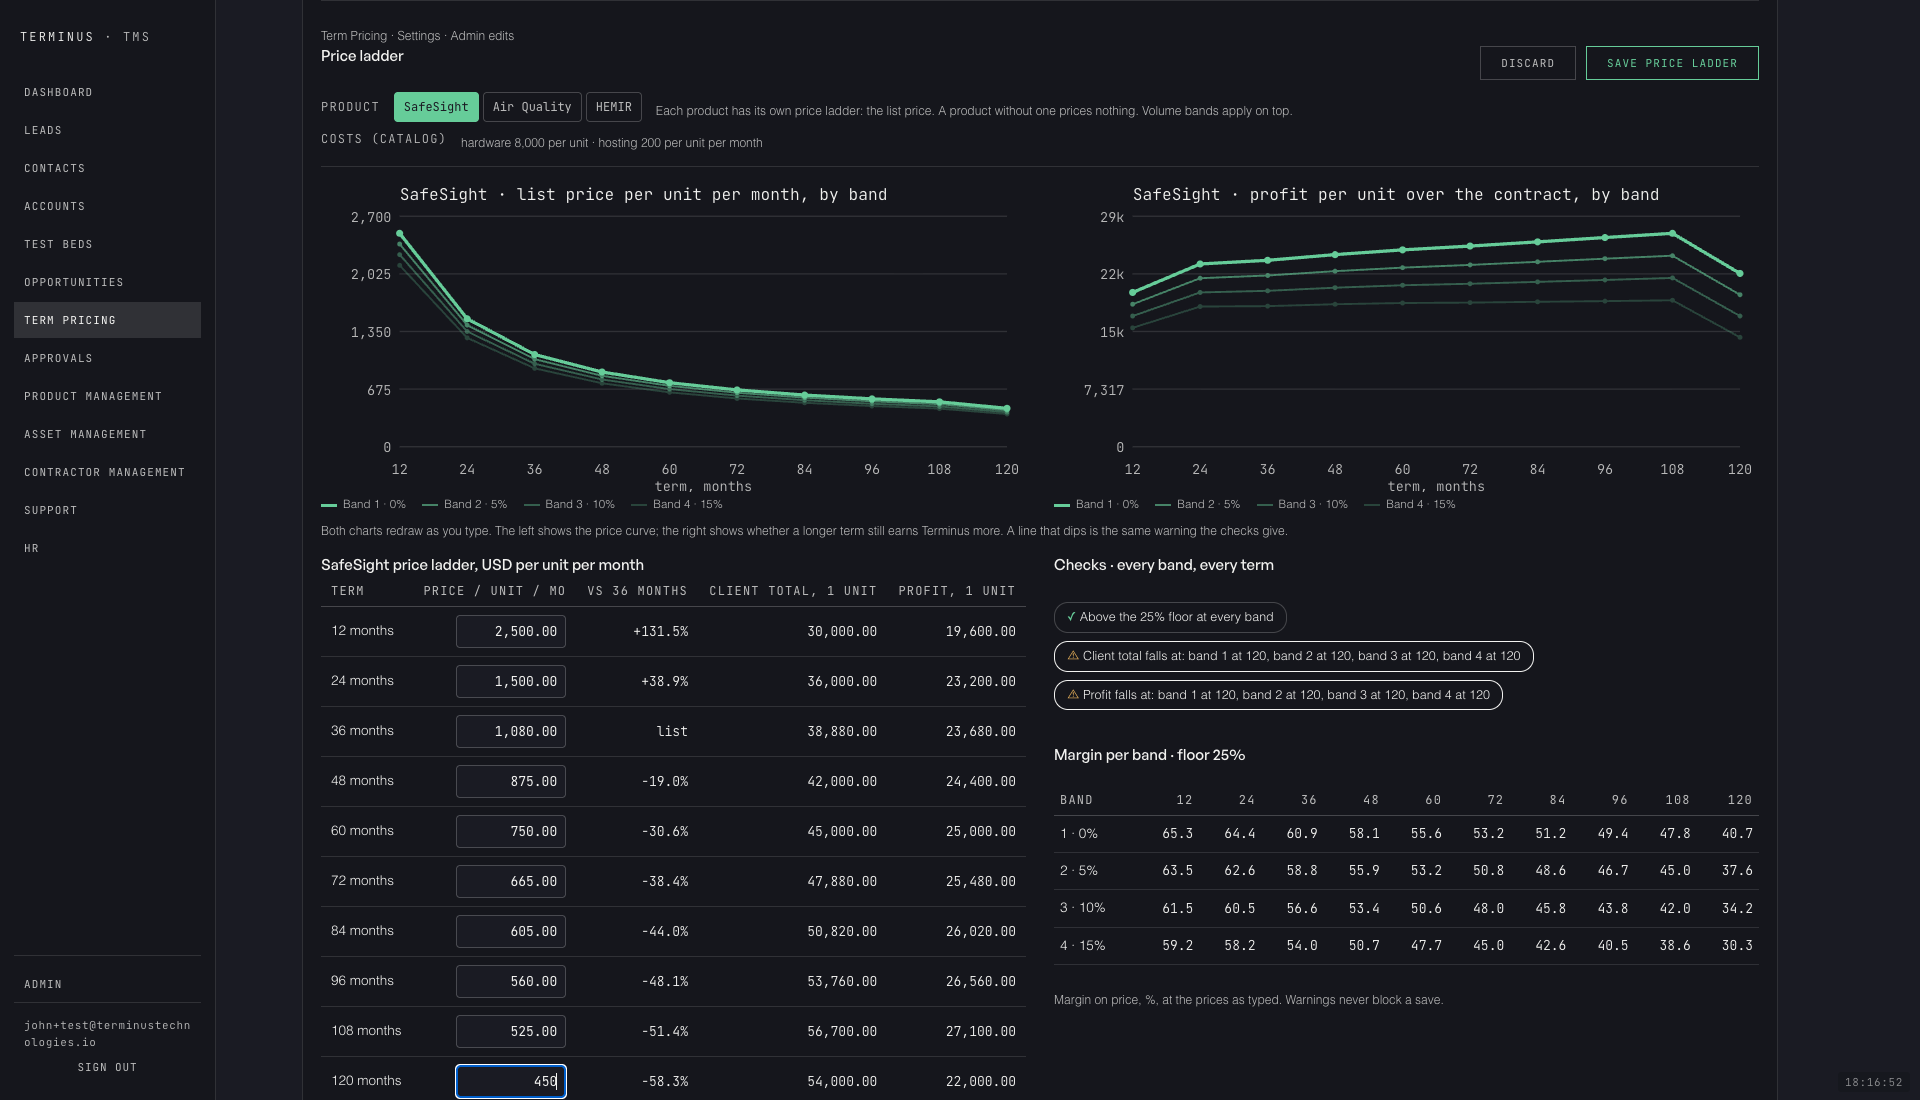 TERMINUS · TMS
DASHBOARD
LEADS
CONTACTS
ACCOUNTS
TEST BEDS
OPPORTUNITIES
TERM PRICING
APPROVALS
PRODUCT MANAGEMENT
ASSET MANAGEMENT
CONTRACTOR MANAGEMENT
SUPPORT
HR
ADMIN
john+test@terminustechn
ologies.io
SIGN OUT
Term Pricing · Settings · Admin edits
Price ladder
DISCARD
SAVE PRICE LADDER
PRODUCT SafeSight Air Quality HEMIR Each product has its own price ladder: the list price. A product without one prices nothing. Volume bands apply on top.
COSTS (CATALOG) hardware 8,000 per unit · hosting 200 per unit per month
SafeSight · list price per unit per month, by band
2,700
2,025
1,350
675
0
12 24 36 48 60 72 84 96 108 120
term, months
Band 1 · 0% Band 2 · 5% Band 3 · 10% Band 4 · 15%
SafeSight · profit per unit over the contract, by band
29k
22k
15k
7,317
0
12 24 36 48 60 72 84 96 108 120
term, months
Band 1 · 0% Band 2 · 5% Band 3 · 10% Band 4 · 15%
Both charts redraw as you type. The left shows the price curve; the right shows whether a longer term still earns Terminus more. A line that dips is the same warning the checks give.
SafeSight price ladder, USD per unit per month
TERM PRICE / UNIT / MO VS 36 MONTHS CLIENT TOTAL, 1 UNIT PROFIT, 1 UNIT
12 months 2,500.00 +131.5% 30,000.00 19,600.00
24 months 1,500.00 +38.9% 36,000.00 23,200.00
36 months 1,080.00 list 38,880.00 23,680.00
48 months 875.00 -19.0% 42,000.00 24,400.00
60 months 750.00 -30.6% 45,000.00 25,000.00
72 months 665.00 -38.4% 47,880.00 25,480.00
84 months 605.00 -44.0% 50,820.00 26,020.00
96 months 560.00 -48.1% 53,760.00 26,560.00
108 months 525.00 -51.4% 56,700.00 27,100.00
120 months 450 -58.3% 54,000.00 22,000.00
Checks · every band, every term
✓ Above the 25% floor at every band
⚠ Client total falls at: band 1 at 120, band 2 at 120, band 3 at 120, band 4 at 120
⚠ Profit falls at: band 1 at 120, band 2 at 120, band 3 at 120, band 4 at 120
Margin per band · floor 25%
BAND 12 24 36 48 60 72 84 96 108 120
1 · 0% 65.3 64.4 60.9 58.1 55.6 53.2 51.2 49.4 47.8 40.7
2 · 5% 63.5 62.6 58.8 55.9 53.2 50.8 48.6 46.7 45.0 37.6
3 · 10% 61.5 60.5 56.6 53.4 50.6 48.0 45.8 43.8 42.0 34.2
4 · 15% 59.2 58.2 54.0 50.7 47.7 45.0 42.6 40.5 38.6 30.3
Margin on price, %, at the prices as typed. Warnings never block a save.
18:16:52